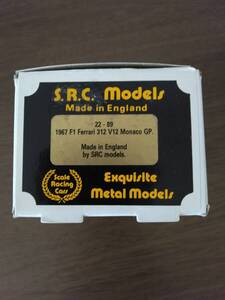 S.R.C. Models
Made in England
22 - 89
1967 F1 Ferrari 312 V12 Monaco GP.
Made in England
by SRC models.
Scale
Racing
Cars
Exquisite
Metal Models